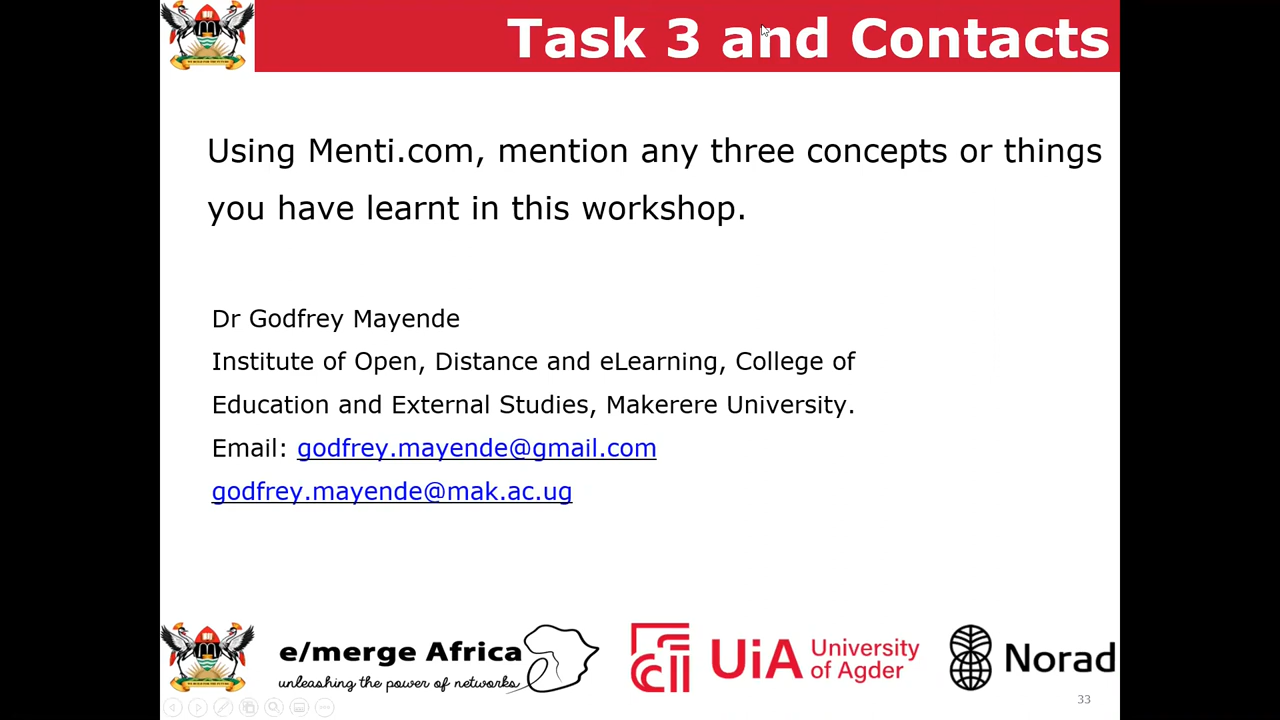 Task 3 and Contacts
Using Menti.com, mention any three concepts or things
you have learnt in this workshop.
Dr Godfrey Mayende
Institute of Open, Distance and eLearning, College of
Education and External Studies, Makerere University.
Email: godfrey.mayende@gmail.com
godfrey.mayende@mak.ac.ug
e/merge Africa
unleashing the power of networks
UiA University
of Agder
Norad
33